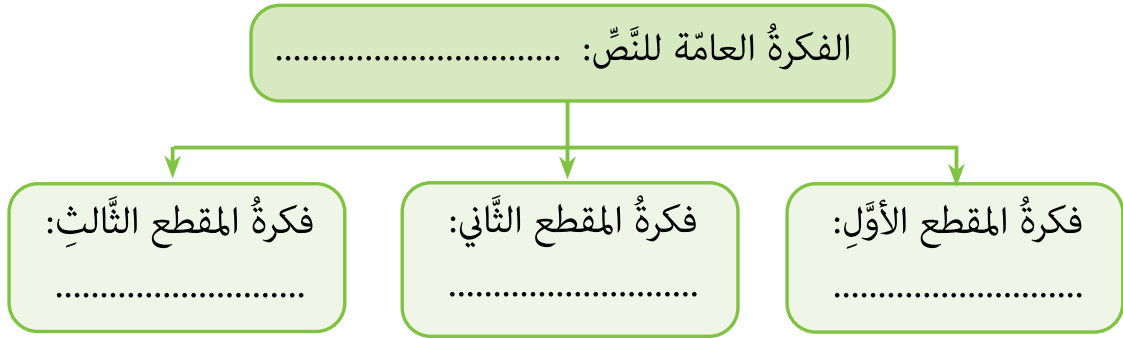 الفكرةُ العامّة للنَّصِّ: ................................
فكرةُ المقطع الأوَّلِ:
............................
فكرةُ المقطع الثَّاني:
............................
فكرةُ المقطع الثَّالثِ:
............................